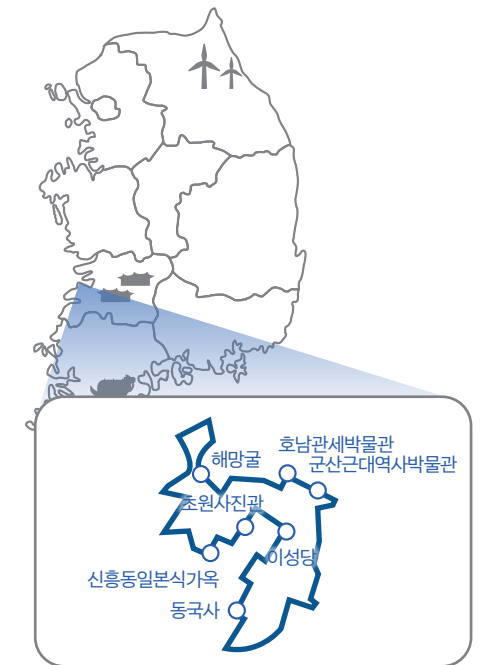 호남관세박물관
해망굴
군산근대역사박물관
초원사진관
이성당
신흥동일본식가옥
동국사